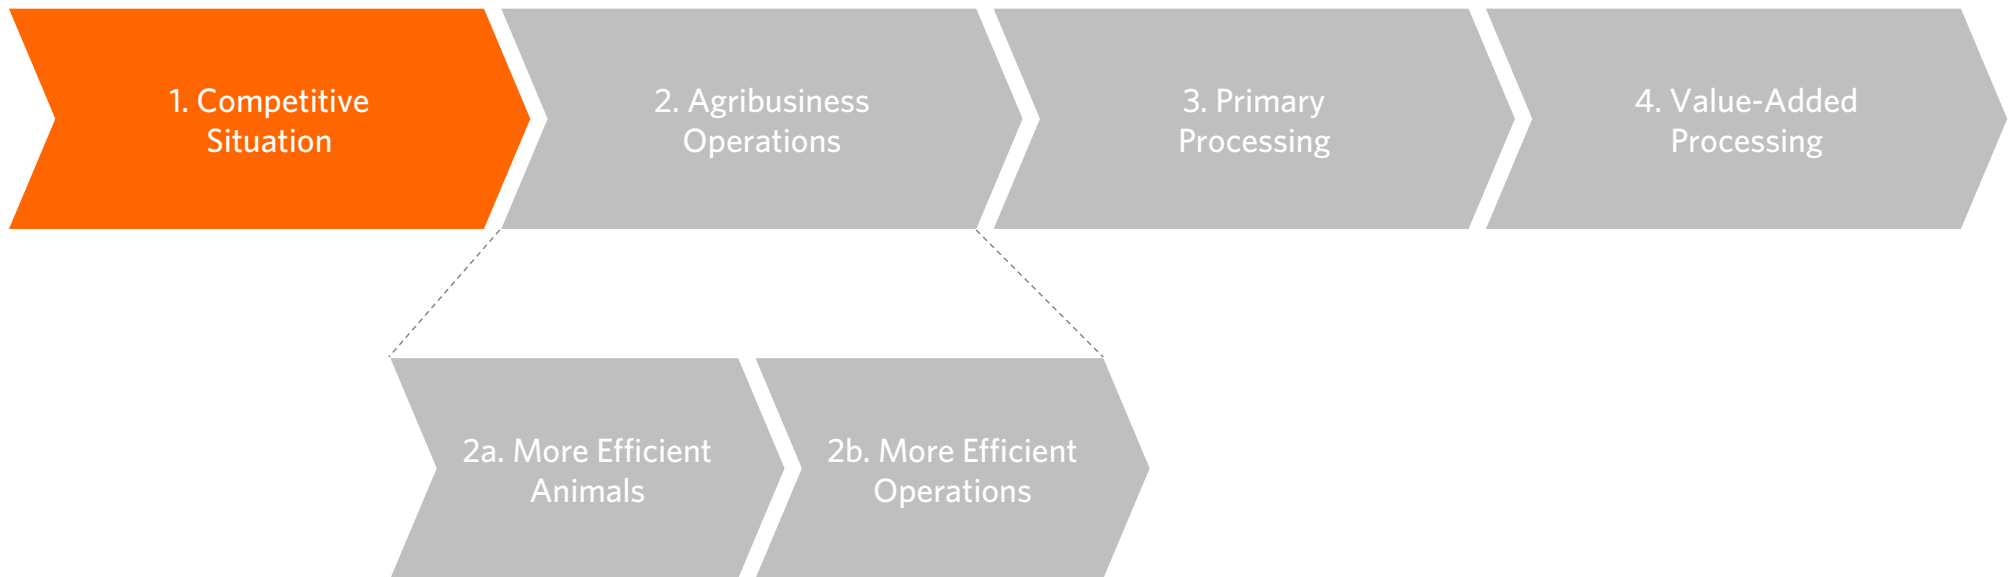 1. Competitive
Situation
2. Agribusiness
Operations
3. Primary
Processing
4. Value-Added
Processing
2a. More Efficient
Animals
2b. More Efficient
Operations